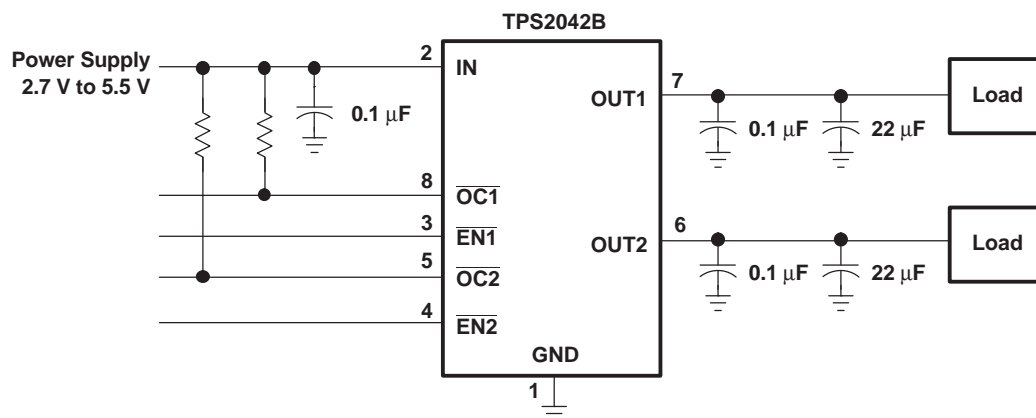 TPS2042B
Power Supply
2.7 V to 5.5 V
2
IN
0.1 μF
7
OUT1
0.1 μF
22 μF
Load
8
OC1
3
EN1
5
OC2
4
EN2
6
OUT2
0.1 μF
22 μF
Load
GND
1